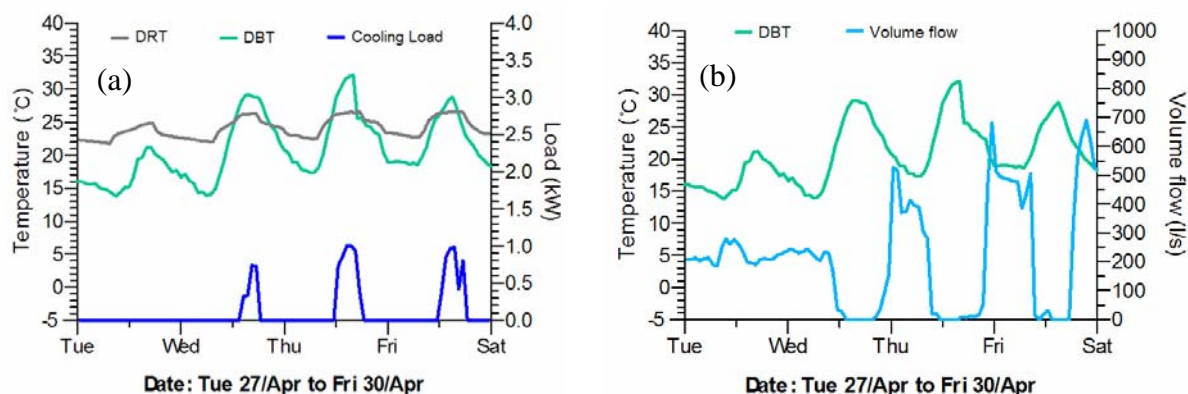 (a)
DRT
DBT
Cooling Load
Temperature (℃)
40
35
30
25
20
15
10
5
0
-5
Load (kW)
4.0
3.5
3.0
2.5
2.0
1.5
1.0
0.5
0.0
Tue
Wed
Thu
Fri
Sat
Date: Tue 27/Apr to Fri 30/Apr
(b)
DBT
Volume flow
Temperature (℃)
40
35
30
25
20
15
10
5
0
-5
Volume flow (l/s)
1000
900
800
700
600
500
400
300
200
100
0
Tue
Wed
Thu
Fri
Sat
Date: Tue 27/Apr to Fri 30/Apr